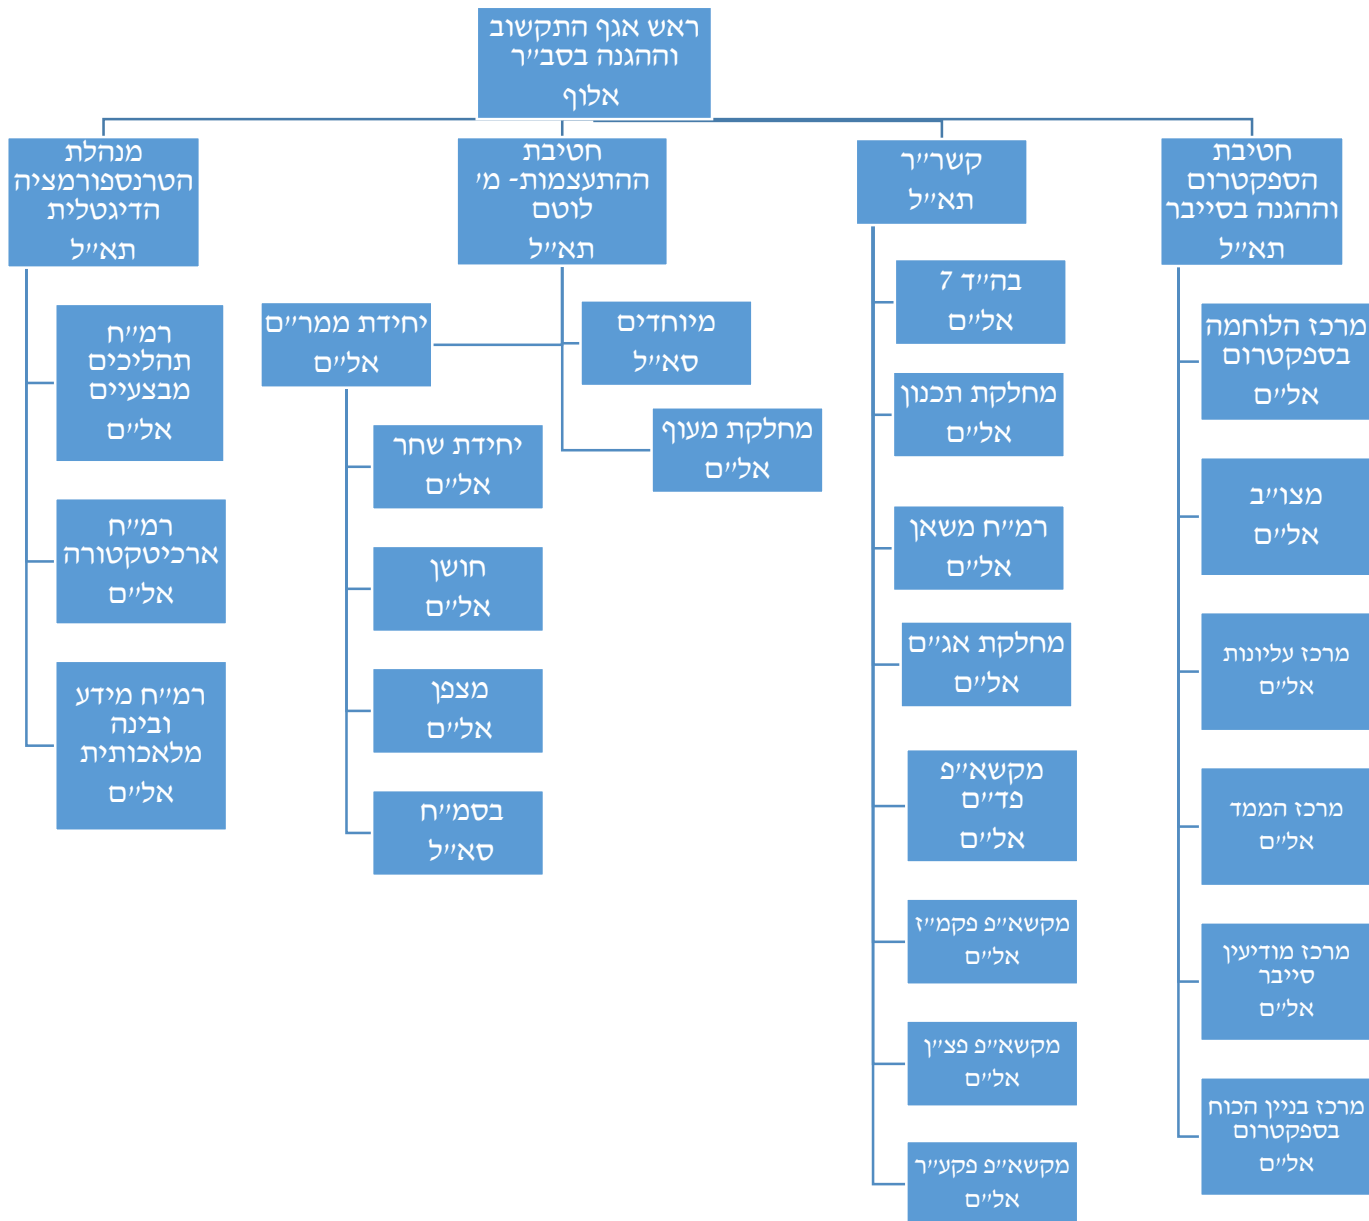 ראש אגף התקשוב
וההגנה בסב״ר
אלוף
חטיבת
הספקטרום
וההגנה בסייבר
תא״ל
מרכז הלוחמה
בספקטרום
אל״ם
מצו״ב
אל״ם
מרכז עליונות
אל״ם
מרכז הממד
אל״ם
מרכז מודיעין
סייבר
אל״ם
מרכז בניין הכוח
בספקטרום
אל״ם
קשר״ר
תא״ל
בה״ד 7
אל״ם
מחלקת תכנון
אל״ם
רמ״ח משאן
אל״ם
מחלקת אג״ם
אל״ם
מקשא״פ
פד״ם
אל״ם
מקשא״פ פקמ״ז
אל״ם
מקשא״פ פצ״ן
אל״ם
מקשא״פ פקע״ר
אל״ם
חטיבת
ההתעצמות- מ׳
לוטם
תא״ל
מיוחדים
סא״ל
מחלקת מעוף
אל״ם
יחידת ממר״ם
אל״ם
יחידת שחר
אל״ם
חושן
אל״ם
מצפן
אל״ם
בסמ״ח
סא״ל
מנהלת
הטרנספורמציה
הדיגטלית
תא״ל
רמ״ח
תהליכים
מבצעיים
אל״ם
רמ״ח
ארכיטקטורה
אל״ם
רמ״ח מידע
ובינה
מלאכותית
אל״ם